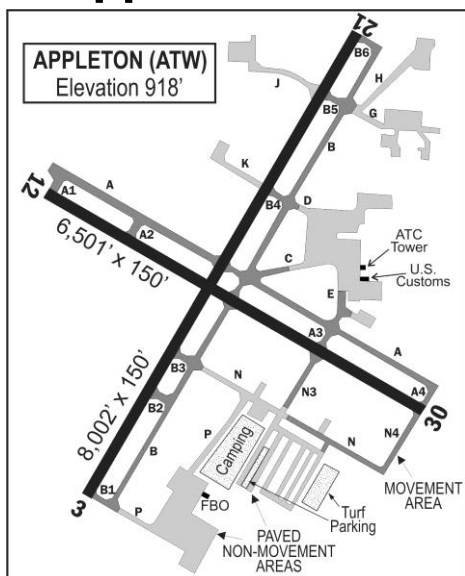 APPLETON (ATW)
Elevation 918'
21
B6
H
J
B5
G
B
K
B4
D
12
A1
A
A2
6,501' x 150'
C
ATC
Tower
U.S.
Customs
E
A3
A
A4
30
B3
N
N3
8,002' x 150'
B2
B
P
Camping
N
N4
MOVEMENT
AREA
B1
3
P
FBO
Turf
Parking
PAVED
NON-MOVEMENT
AREAS